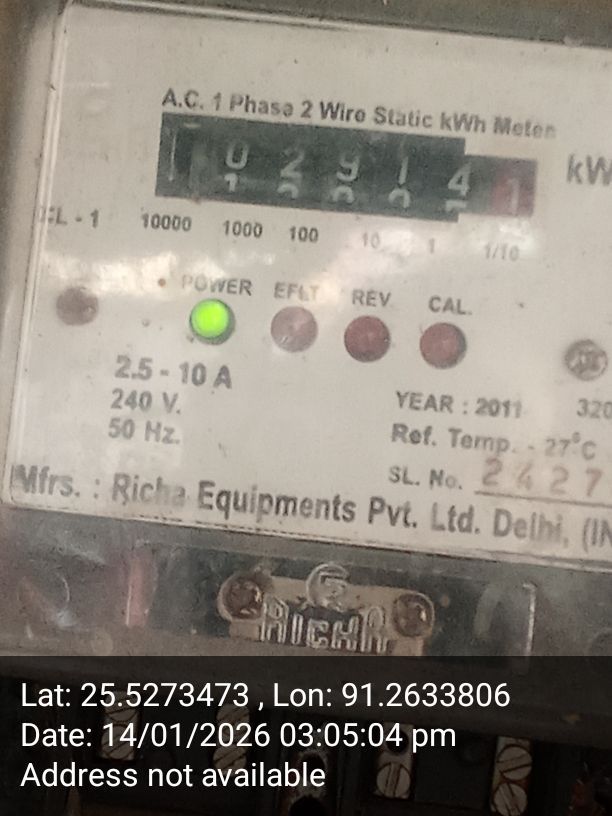 A.C. 1 Phase 2 Wire Static kWh Meter
0 2 9 1 4 1
CL - 1 10000 1000 100 10 1 1/10
POWER EFLT REV. CAL.
2.5 - 10 A
240 V.
50 Hz.
YEAR : 2011 320
Ref. Temp. - 27°C
SL. No. 2427
Mfrs. : Richa Equipments Pvt. Ltd. Delhi,
RICHA
Lat: 25.5273473 , Lon: 91.2633806
Date: 14/01/2026 03:05:04 pm
Address not available